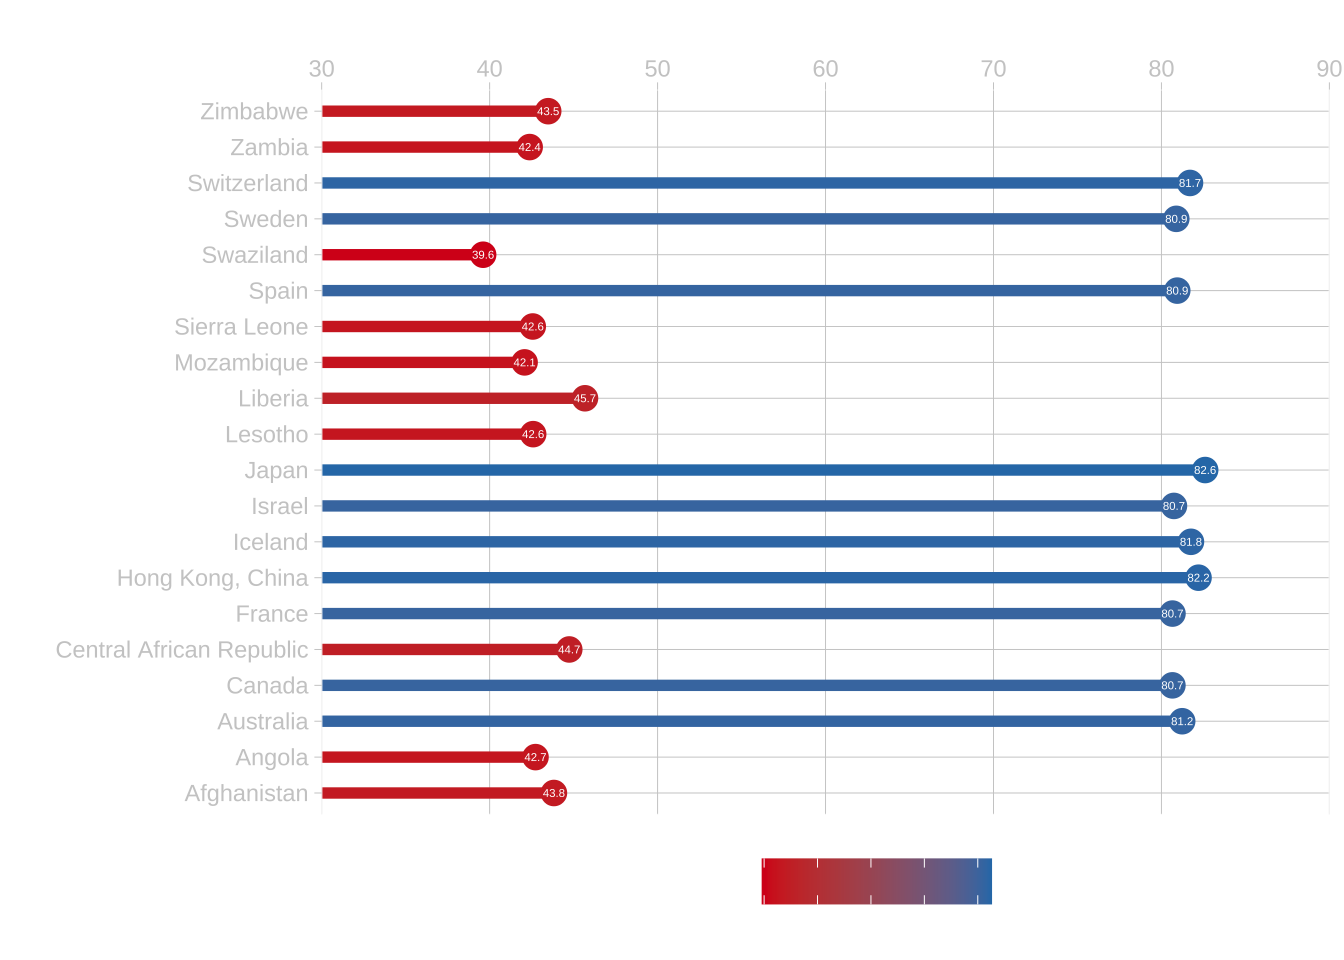 30 40 50 60 70 80 90
Zimbabwe 43.5
Zambia 42.4
Switzerland 81.7
Sweden 80.9
Swaziland 39.6
Spain 80.9
Sierra Leone 42.6
Mozambique 42.1
Liberia 45.7
Lesotho 42.6
Japan 82.6
Israel 80.7
Iceland 81.8
Hong Kong, China 82.2
France 80.7
Central African Republic 44.7
Canada 80.7
Australia 81.2
Angola 42.7
Afghanistan 43.8